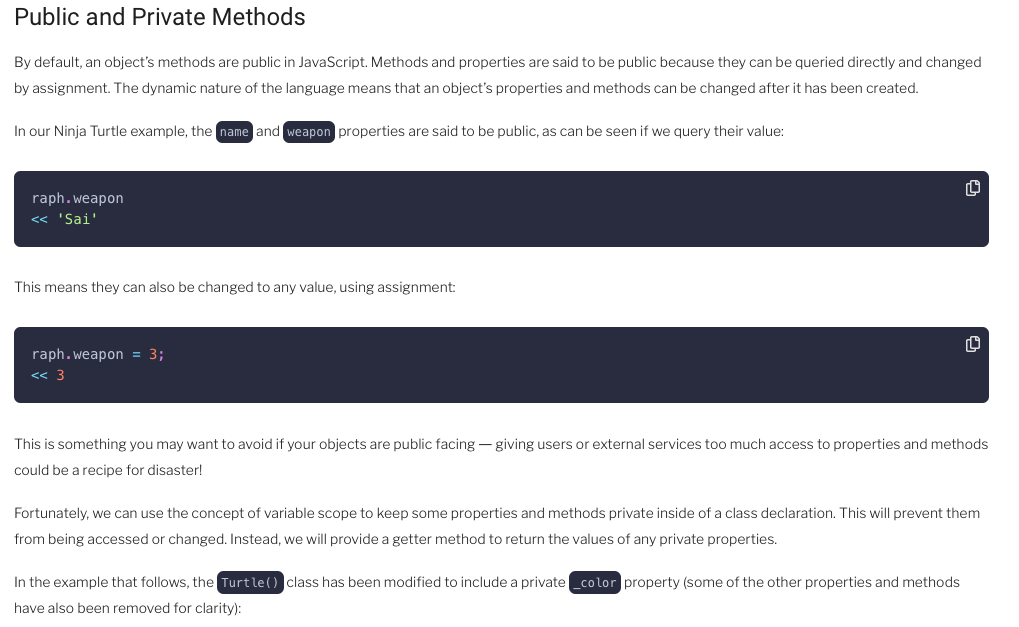 Public and Private Methods
By default, an object’s methods are public in JavaScript. Methods and properties are said to be public because they can be queried directly and changed
by assignment. The dynamic nature of the language means that an object’s properties and methods can be changed after it has been created.
In our Ninja Turtle example, the name and weapon properties are said to be public, as can be seen if we query their value:
raph.weapon
<< 'Sai'
This means they can also be changed to any value, using assignment:
raph.weapon = 3;
<< 3
This is something you may want to avoid if your objects are public facing — giving users or external services too much access to properties and methods
could be a recipe for disaster!
Fortunately, we can use the concept of variable scope to keep some properties and methods private inside of a class declaration. This will prevent them
from being accessed or changed. Instead, we will provide a getter method to return the values of any private properties.
In the example that follows, the Turtle() class has been modified to include a private _color property (some of the other properties and methods
have also been removed for clarity):